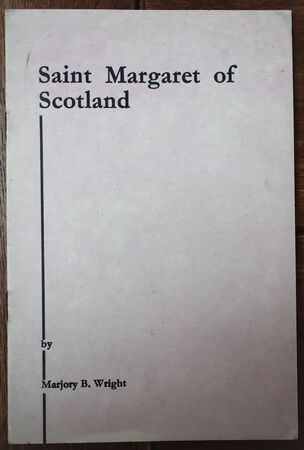 Saint Margaret of
Scotland
by
Marjory B. Wright